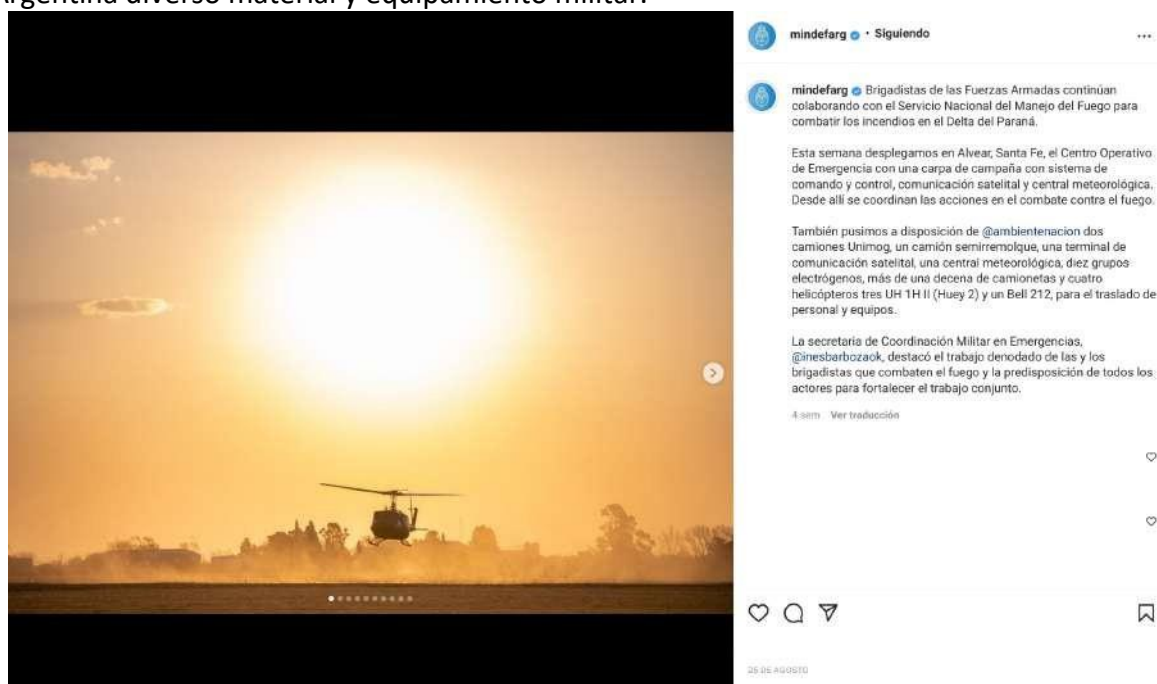 Argentina diverso material y equipamiento militar.
mindefarg • Siguiendo
mindefarg Brigadistas de las Fuerzas Armadas continúan
colaborando con el Servicio Nacional del Manejo del Fuego para
combatir los incendios en el Delta del Paraná.
Esta semana desplegamos en Alvear, Santa Fe, el Centro Operativo
de Emergencia con una carpa de campaña con sistema de
comando y control, comunicación satelital y central meteorológica.
Desde allí se coordinan las acciones en el combate contra el fuego.
También pusimos a disposición de @ambientenacion dos
camiones Unimog, un camión semirremolque, una terminal de
comunicación satelital, una central meteorológica, diez grupos
electrógenos, más de una decena de camionetas y cuatro
helicópteros tres UH 1H II (Huey 2) y un Bell 212, para el traslado de
personal y equipos.
La secretaria de Coordinación Militar en Emergencias,
@inesbarbozaok, destacó el trabajo denodado de las y los
brigadistas que combaten el fuego y la predisposición de todos los
actores para fortalecer el trabajo conjunto.
4 sem Ver traducción
25 DE AGOSTO